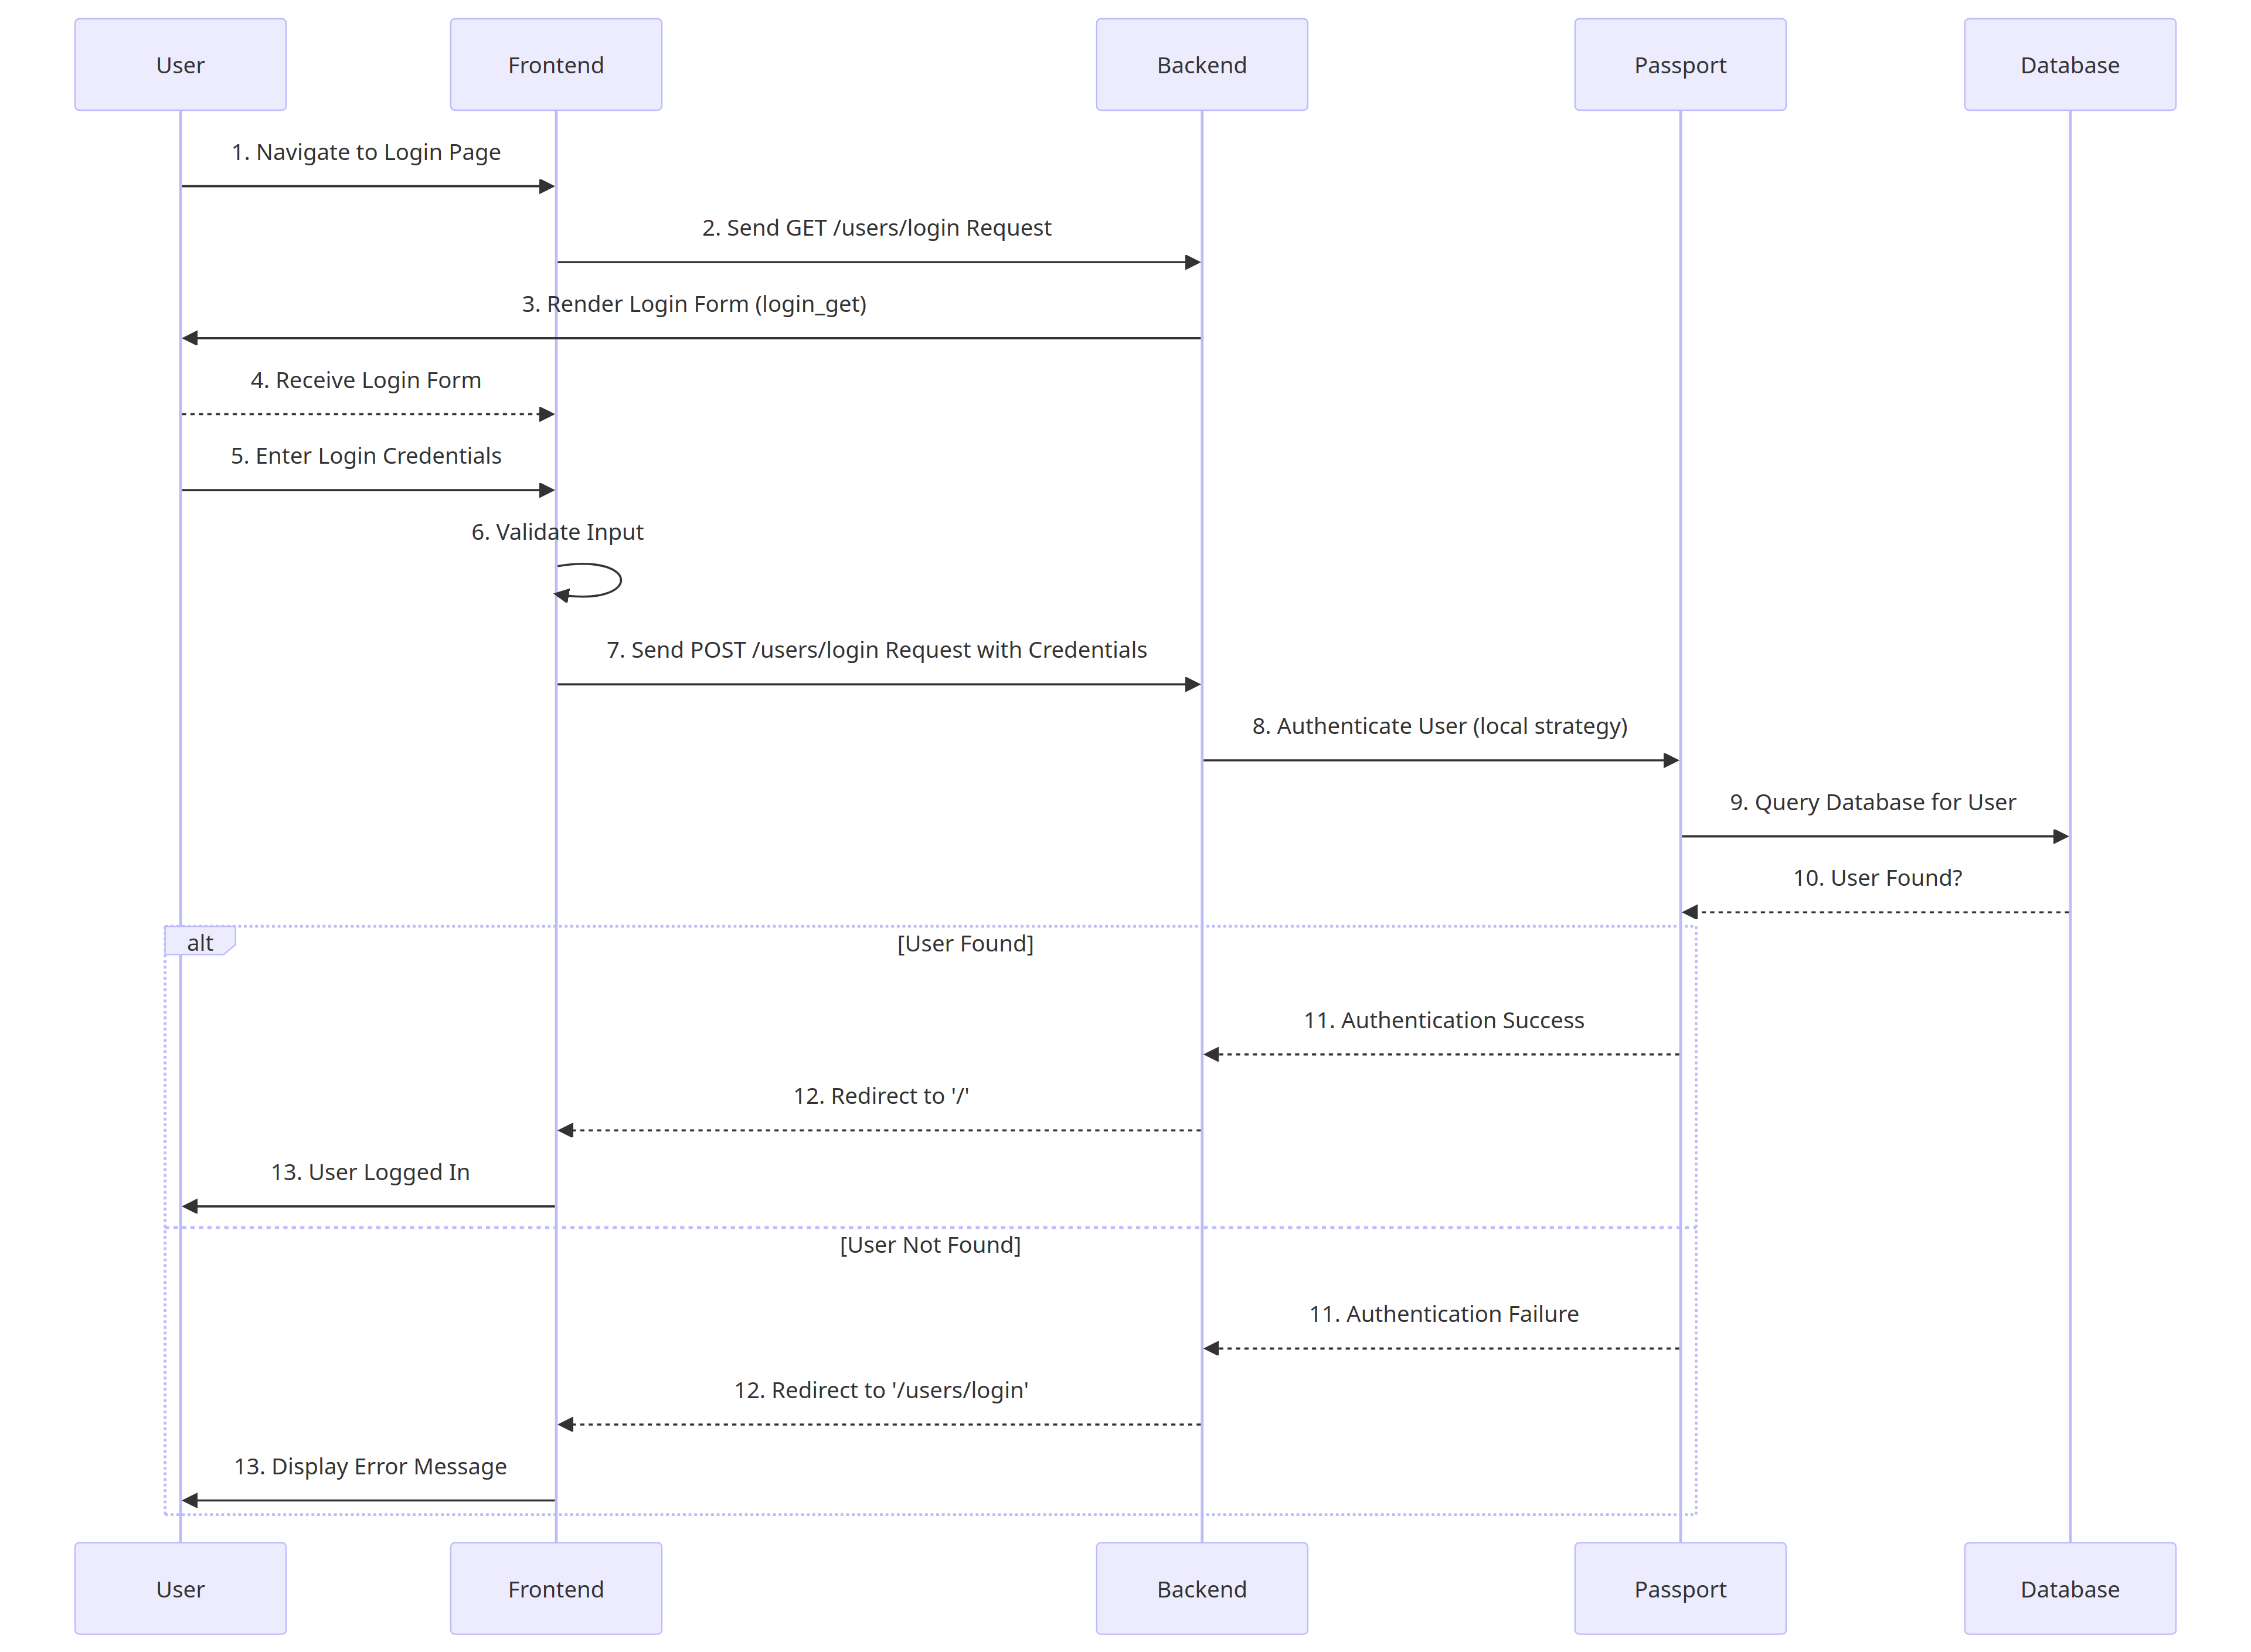 User
Frontend
Backend
Passport
Database
1. Navigate to Login Page
2. Send GET /users/login Request
3. Render Login Form (login_get)
4. Receive Login Form
5. Enter Login Credentials
6. Validate Input
7. Send POST /users/login Request with Credentials
8. Authenticate User (local strategy)
9. Query Database for User
10. User Found?
alt
[User Found]
11. Authentication Success
12. Redirect to '/'
13. User Logged In
[User Not Found]
11. Authentication Failure
12. Redirect to '/users/login'
13. Display Error Message
User
Frontend
Backend
Passport
Database